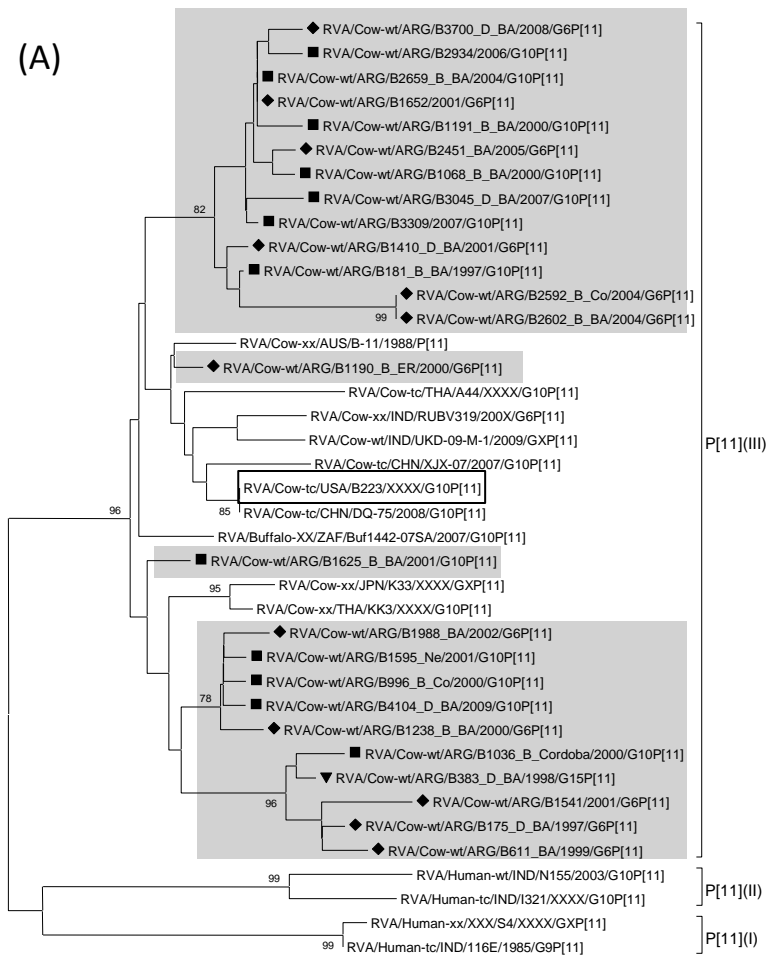 (A)
RVA/Cow-wt/ARG/B3700_D_BA/2008/G6P[11]
RVA/Cow-wt/ARG/B2934/2006/G10P[11]
RVA/Cow-wt/ARG/B2659_B_BA/2004/G10P[11]
RVA/Cow-wt/ARG/B1652/2001/G6P[11]
RVA/Cow-wt/ARG/B1191_B_BA/2000/G10P[11]
RVA/Cow-wt/ARG/B2451_BA/2005/G6P[11]
RVA/Cow-wt/ARG/B1068_B_BA/2000/G10P[11]
RVA/Cow-wt/ARG/B3045_D_BA/2007/G10P[11]
82
RVA/Cow-wt/ARG/B3309/2007/G10P[11]
RVA/Cow-wt/ARG/B1410_D_BA/2001/G6P[11]
RVA/Cow-wt/ARG/B181_B_BA/1997/G10P[11]
RVA/Cow-wt/ARG/B2592_B_Co/2004/G6P[11]
99
RVA/Cow-wt/ARG/B2602_B_BA/2004/G6P[11]
RVA/Cow-xx/AUS/B-11/1988/P[11]
RVA/Cow-wt/ARG/B1190_B_ER/2000/G6P[11]
RVA/Cow-tc/THA/A44/XXXX/G10P[11]
RVA/Cow-xx/IND/RUBV319/200X/G6P[11]
RVA/Cow-wt/IND/UKD-09-M-1/2009/GXP[11]
P[11](III)
RVA/Cow-tc/CHN/XJX-07/2007/G10P[11]
RVA/Cow-tc/USA/B223/XXXX/G10P[11]
85
RVA/Cow-tc/CHN/DQ-75/2008/G10P[11]
96
RVA/Buffalo-XX/ZAF/Buf1442-07SA/2007/G10P[11]
RVA/Cow-wt/ARG/B1625_B_BA/2001/G10P[11]
95
RVA/Cow-xx/JPN/K33/XXXX/GXP[11]
RVA/Cow-xx/THA/KK3/XXXX/G10P[11]
RVA/Cow-wt/ARG/B1988_BA/2002/G6P[11]
RVA/Cow-wt/ARG/B1595_Ne/2001/G10P[11]
RVA/Cow-wt/ARG/B996_B_Co/2000/G10P[11]
78
RVA/Cow-wt/ARG/B4104_D_BA/2009/G10P[11]
RVA/Cow-wt/ARG/B1238_B_BA/2000/G6P[11]
RVA/Cow-wt/ARG/B1036_B_Cordoba/2000/G10P[11]
RVA/Cow-wt/ARG/B383_D_BA/1998/G15P[11]
96
RVA/Cow-wt/ARG/B1541/2001/G6P[11]
RVA/Cow-wt/ARG/B175_D_BA/1997/G6P[11]
RVA/Cow-wt/ARG/B611_BA/1999/G6P[11]
99
RVA/Human-wt/IND/N155/2003/G10P[11]
P[11](II)
RVA/Human-tc/IND/I321/XXXX/G10P[11]
RVA/Human-xx/XXX/S4/XXXX/GXP[11]
P[11](I)
99
RVA/Human-tc/IND/116E/1985/G9P[11]